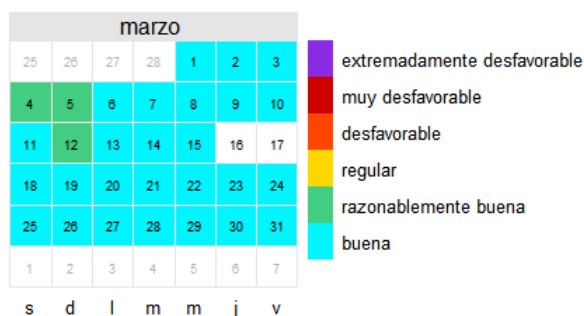 marzo
25 26 27 28 1 2 3
4 5 6 7 8 9 10
11 12 13 14 15 16 17
18 19 20 21 22 23 24
25 26 27 28 29 30 31
1 2 3 4 5 6 7
s d l m m j v
extremadamente desfavorable
muy desfavorable
desfavorable
regular
razonablemente buena
buena